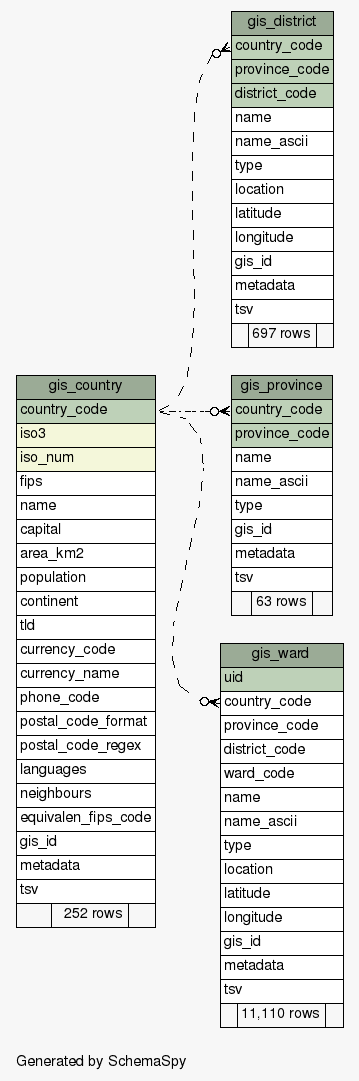 gis_district
country_code
province_code
district_code
name
name_ascii
type
location
latitude
longitude
gis_id
metadata
tsv
697 rows
gis_country
country_code
iso3
iso_num
fips
name
capital
area_km2
population
continent
tld
currency_code
currency_name
phone_code
postal_code_format
postal_code_regex
languages
neighbours
equivalen_fips_code
gis_id
metadata
tsv
252 rows
gis_province
country_code
province_code
name
name_ascii
type
gis_id
metadata
tsv
63 rows
gis_ward
uid
country_code
province_code
district_code
ward_code
name
name_ascii
type
location
latitude
longitude
gis_id
metadata
tsv
11,110 rows
Generated by SchemaSpy